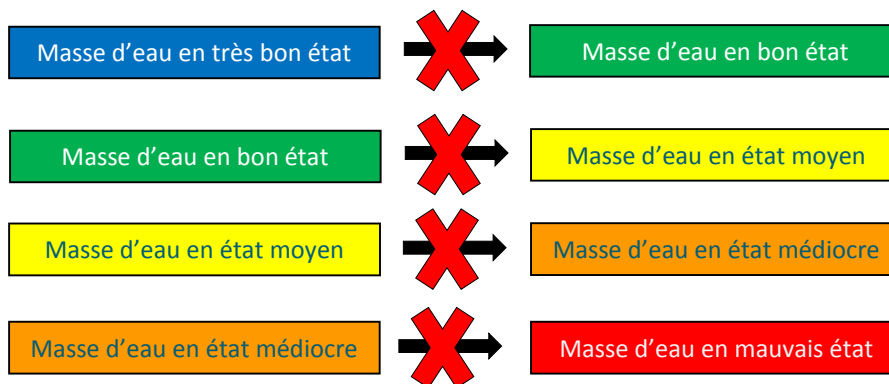 Masse d’eau en très bon état
Masse d’eau en bon état
Masse d’eau en bon état
Masse d’eau en état moyen
Masse d’eau en état moyen
Masse d’eau en état médiocre
Masse d’eau en état médiocre
Masse d’eau en mauvais état